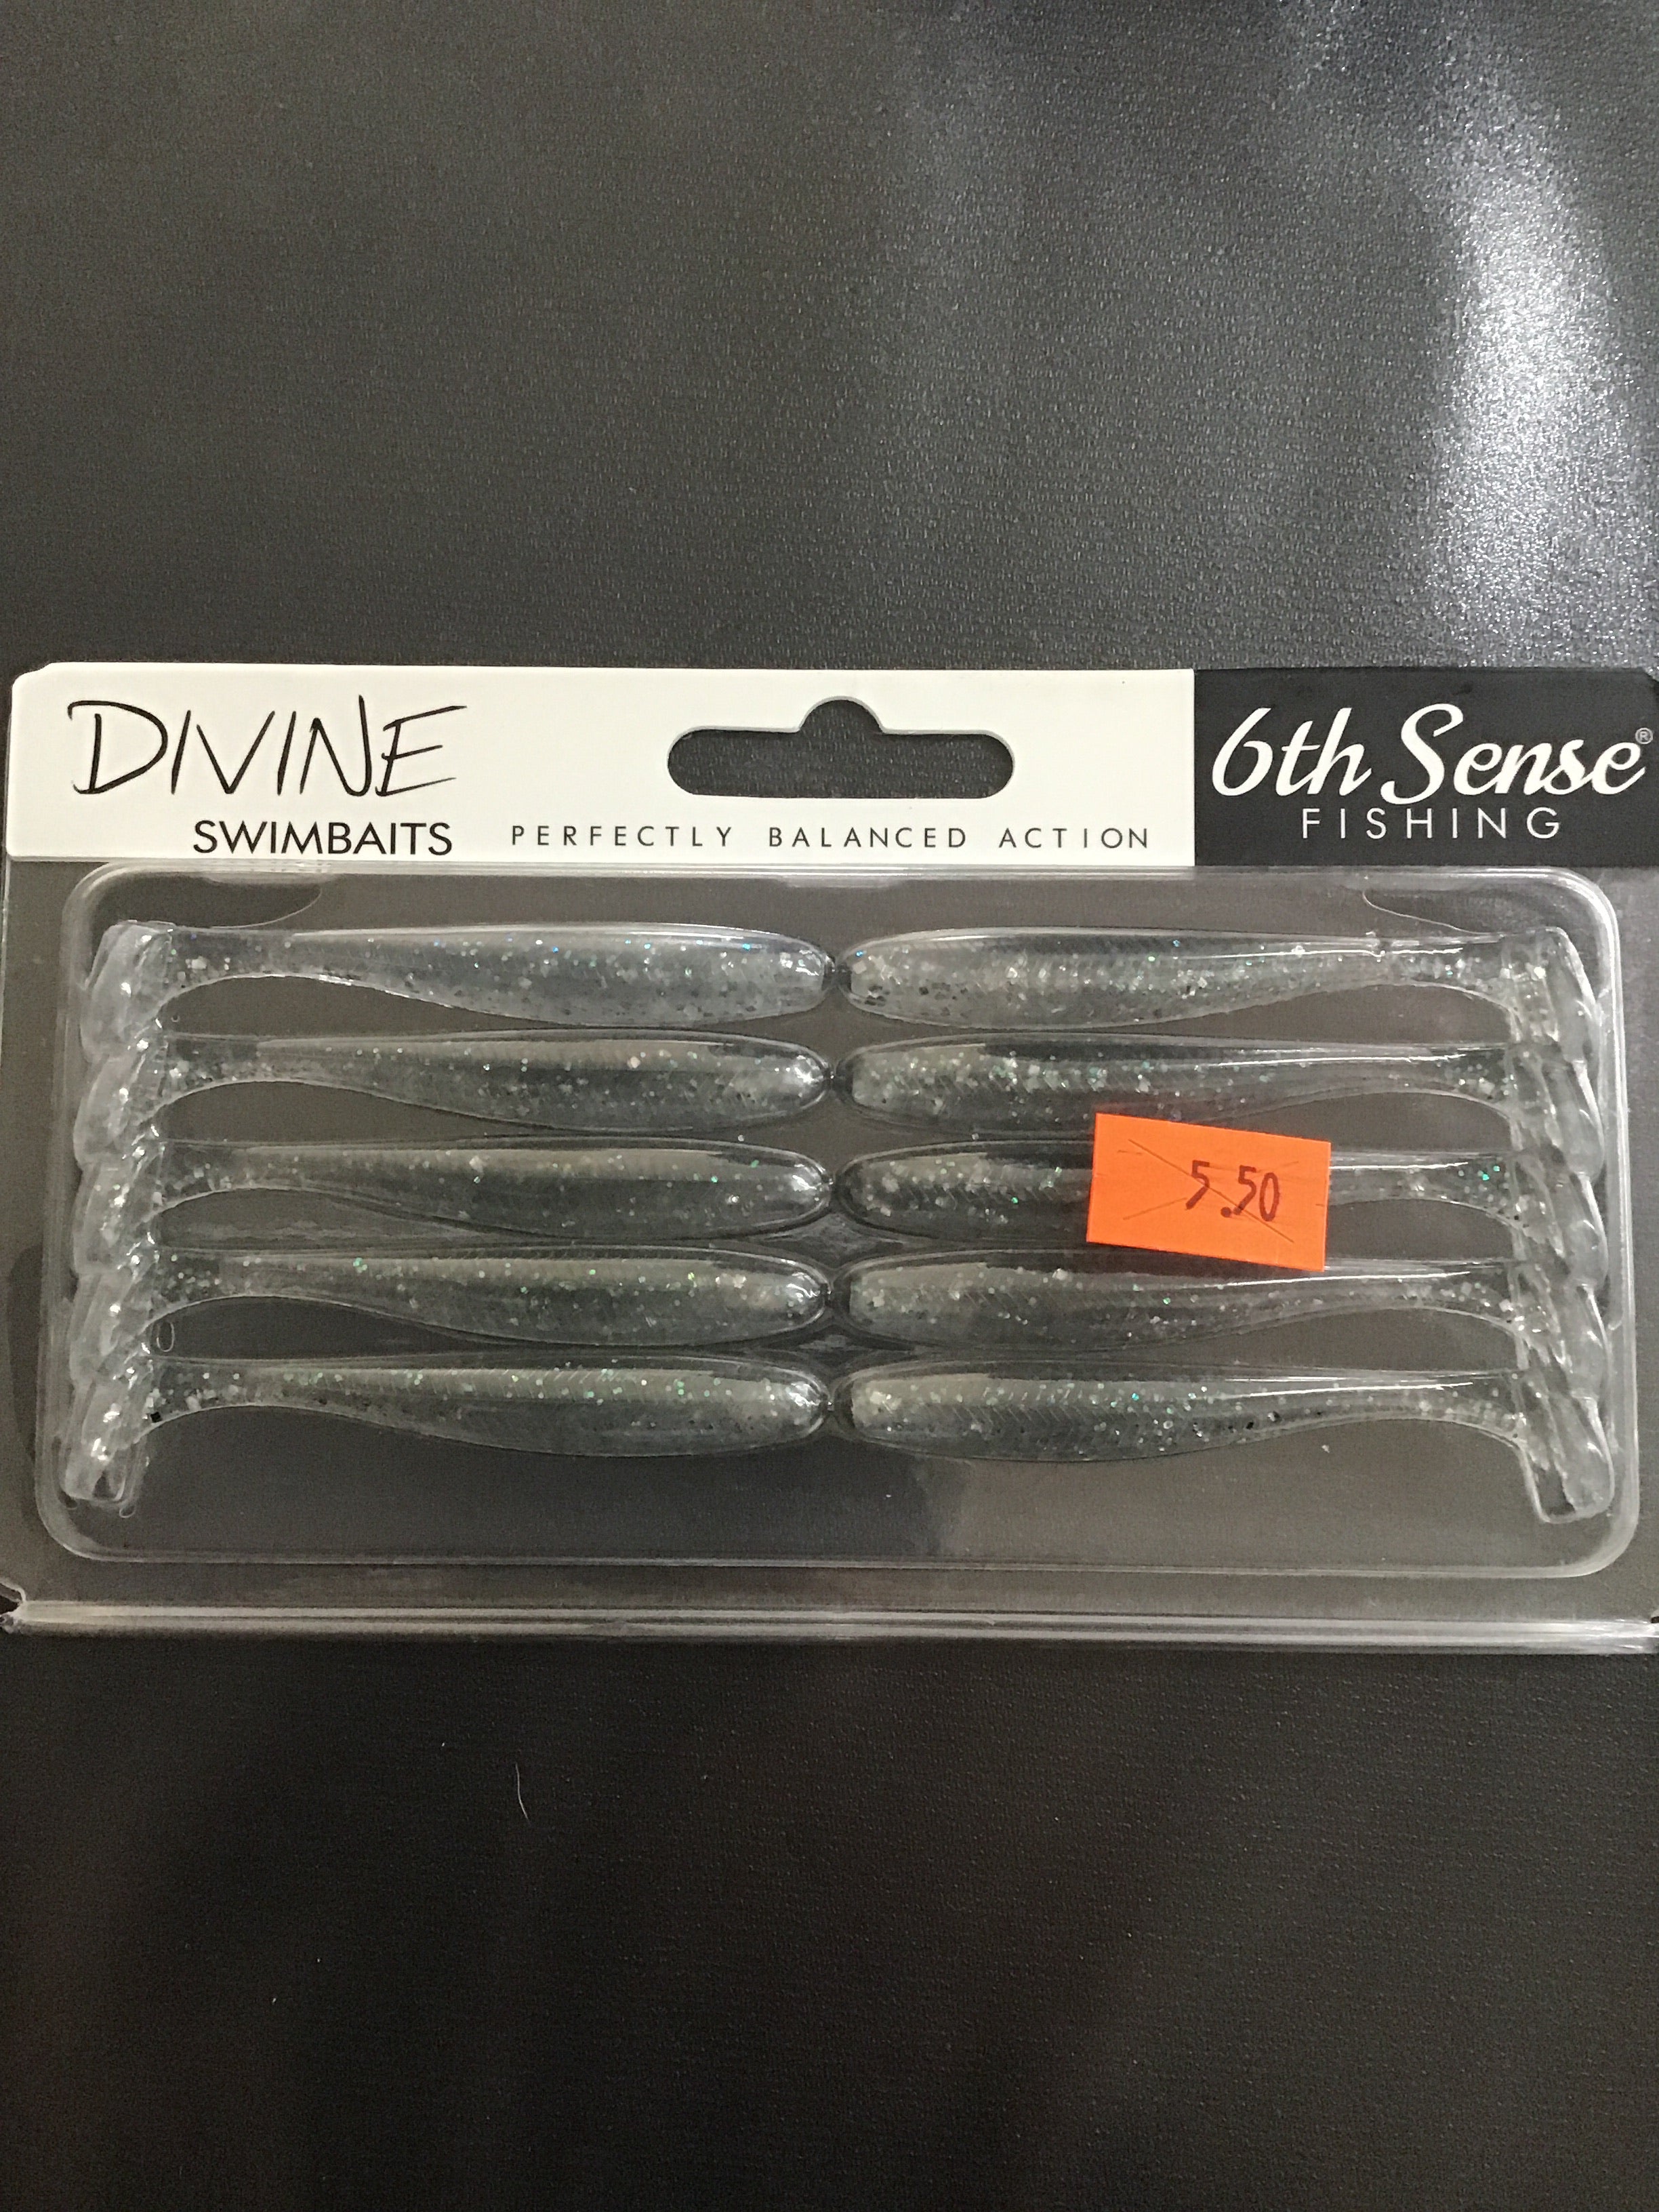 DIVINE
SWIMBAITS
PERFECTLY BALANCED ACTION
6th Sense®
FISHING
5.50